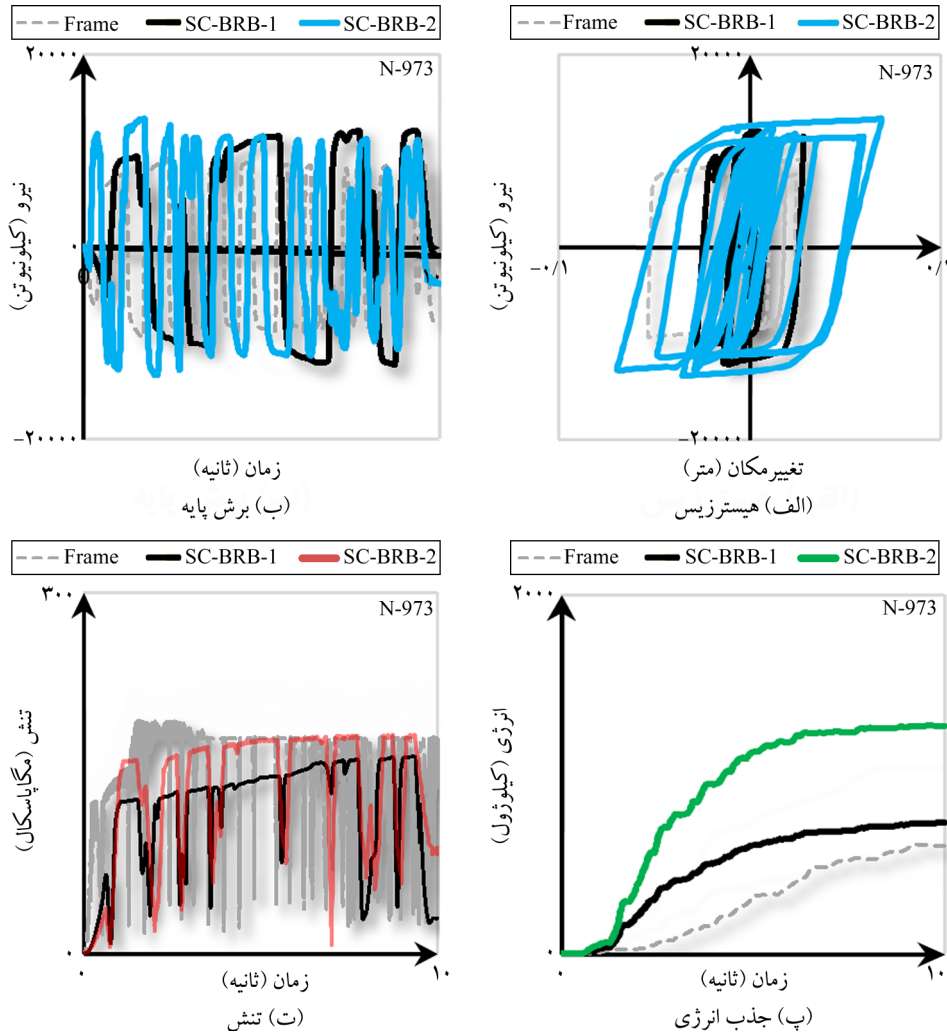 Frame SC-BRB-1 SC-BRB-2
N-973
۲۰۰۰۰
۰
0
-۲۰۰۰۰
نیرو (کیلونیوتن)
زمان (ثانیه)
(ب) برش پایه
Frame SC-BRB-1 SC-BRB-2
N-973
۲۰۰۰۰
-۰/۱
۰
۰/
-۲۰۰۰۰
نیرو (کیلونیوتن)
تغییرمکان (متر)
(الف) هیسترزیس
Frame SC-BRB-1 SC-BRB-2
N-973
۳۰۰
۰
۰
۱۰
تنش (مگاپاسکال)
زمان (ثانیه)
(ت) تنش
Frame SC-BRB-1 SC-BRB-2
N-973
۲۰۰۰
۰
۰
۱۰
انرژی (کیلوژول)
زمان (ثانیه)
(پ) جذب انرژی